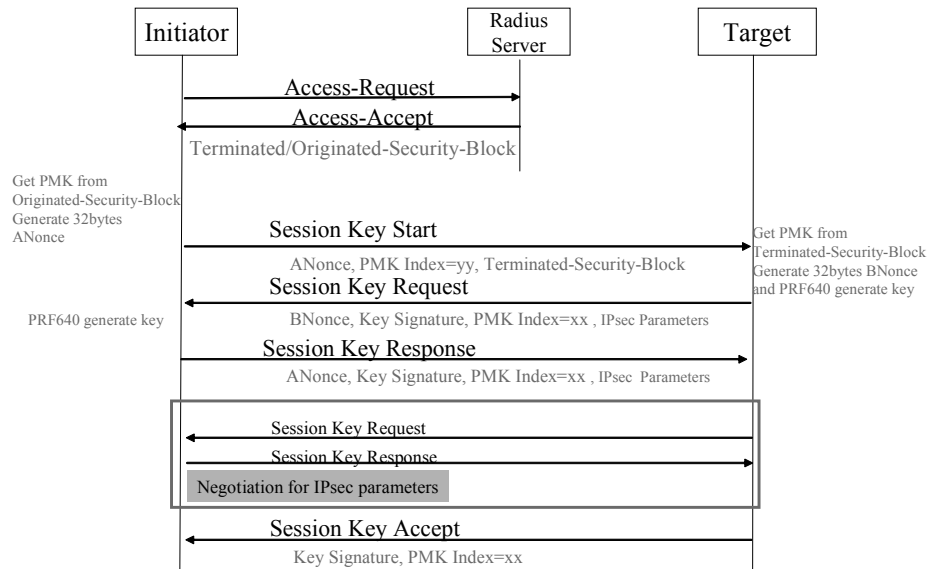 Initiator
Radius
Server
Target
Access-Request
Access-Accept
Terminated/Originated-Security-Block
Get PMK from
Originated-Security-Block
Generate 32bytes
ANonce
Session Key Start
ANonce, PMK Index=yy, Terminated-Security-Block
Get PMK from
Terminated-Security-Block
Generate 32bytes BNonce
and PRF640 generate key
Session Key Request
BNonce, Key Signature, PMK Index=xx , IPsec Parameters
PRF640 generate key
Session Key Response
ANonce, Key Signature, PMK Index=xx , IPsec Parameters
Session Key Request
Session Key Response
Negotiation for IPsec parameters
Session Key Accept
Key Signature, PMK Index=xx